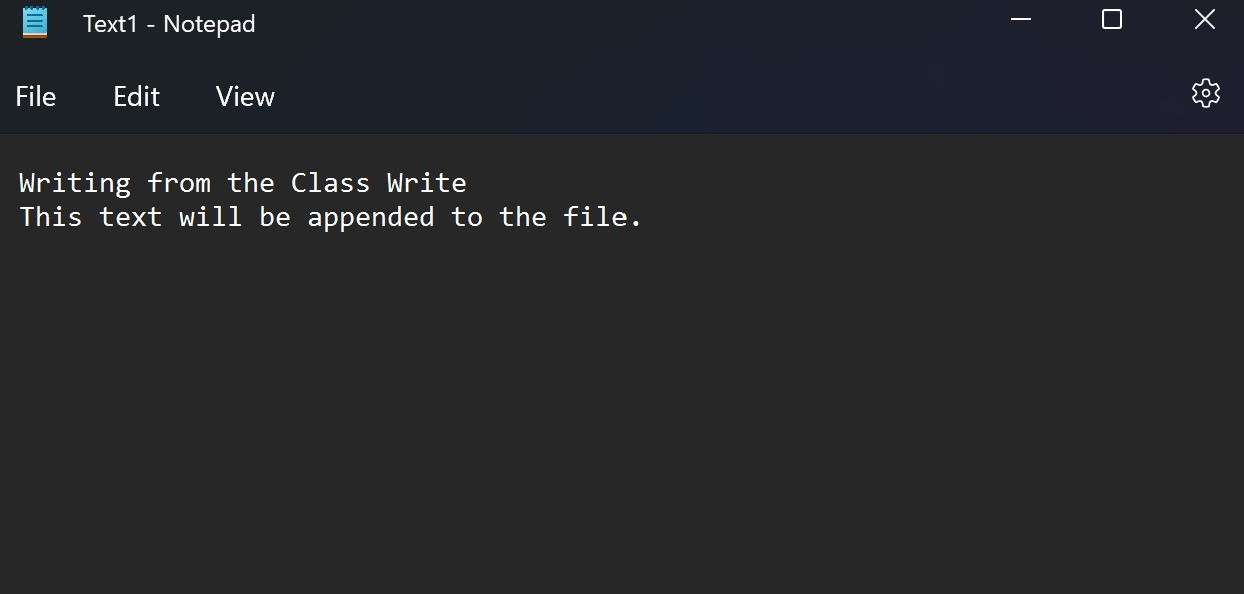 Text1 - Notepad
File Edit View
Writing from the Class Write
This text will be appended to the file.